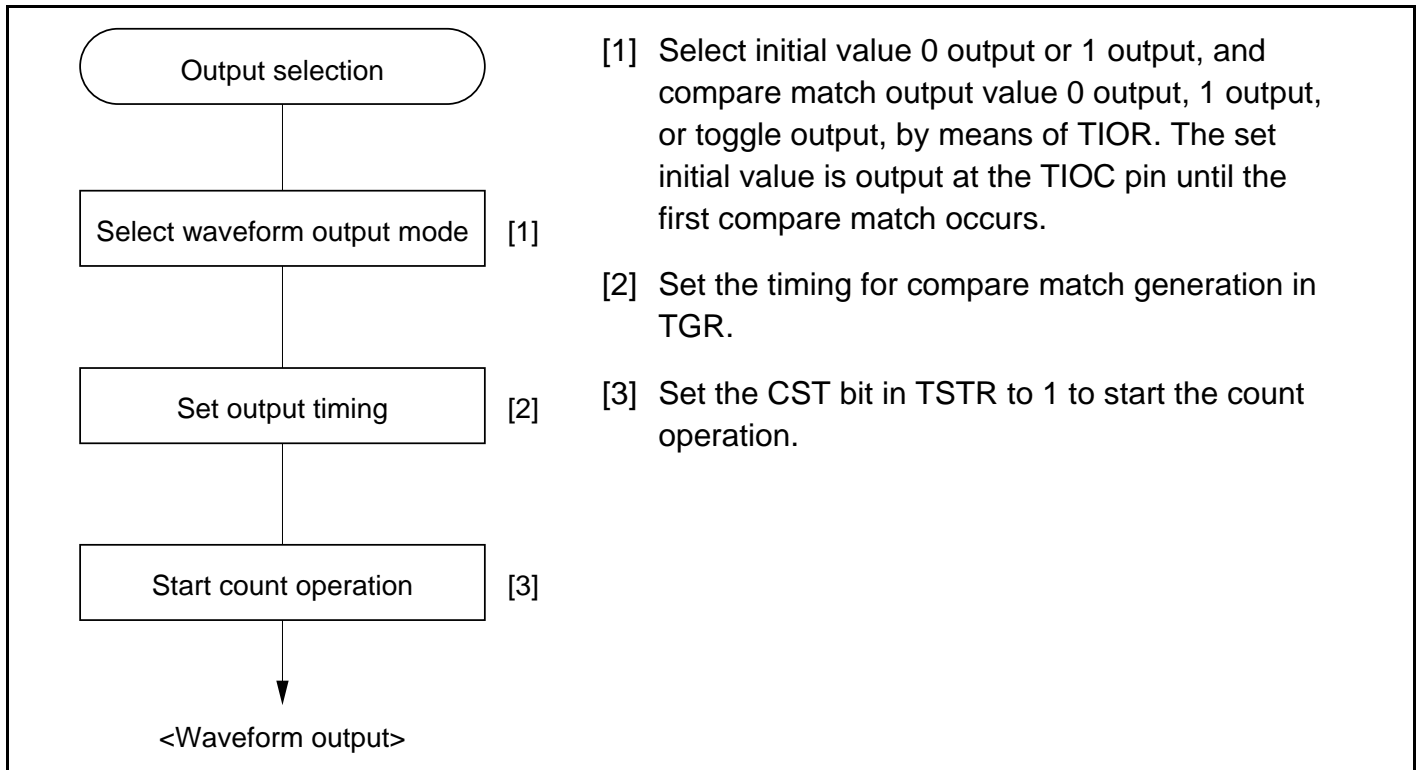 Output selection
Select waveform output mode [1]
Set output timing [2]
Start count operation [3]
<Waveform output>
[1] Select initial value 0 output or 1 output, and
compare match output value 0 output, 1 output,
or toggle output, by means of TIOR. The set
initial value is output at the TIOC pin until the
first compare match occurs.
[2] Set the timing for compare match generation in
TGR.
[3] Set the CST bit in TSTR to 1 to start the count
operation.